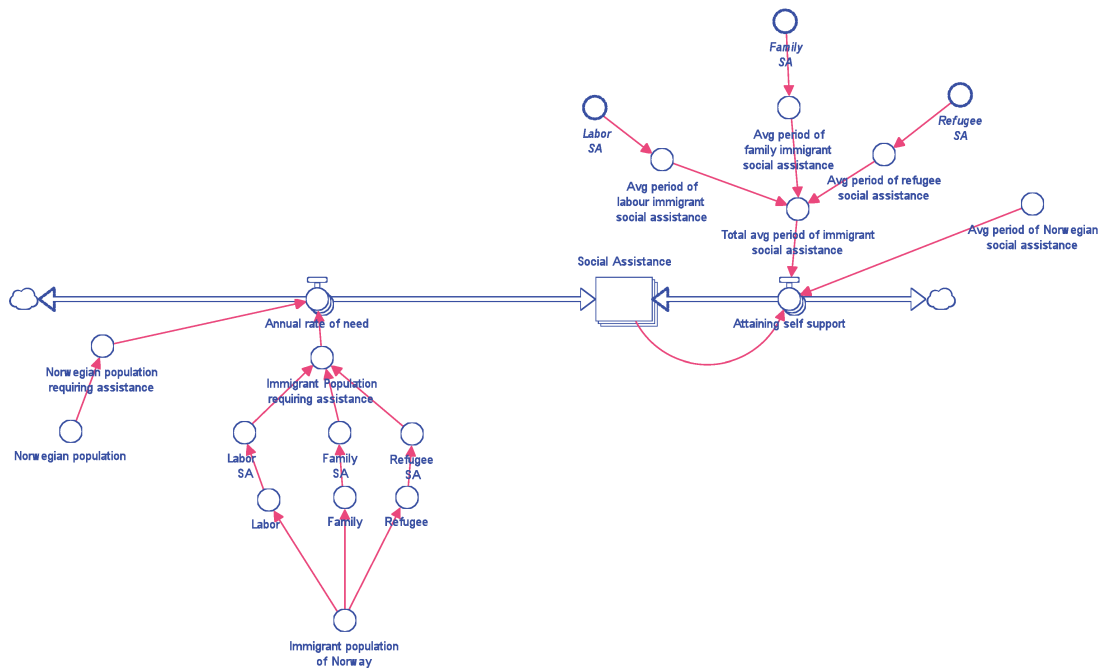 Family
SA
Labor
SA
Refugee
SA
Avg period of
family immigrant
social assistance
Avg period of
labour immigrant
social assistance
Avg period of refugee
social assistance
Total avg period of immigrant
social assistance
Avg period of Norwegian
social assistance
Social Assistance
Annual rate of need
Attaining self support
Norwegian population
requiring assistance
Immigrant Population
requiring assistance
Norwegian population
Labor
SA
Family
SA
Refugee
SA
Labor
Family
Refugee
Immigrant population
of Norway